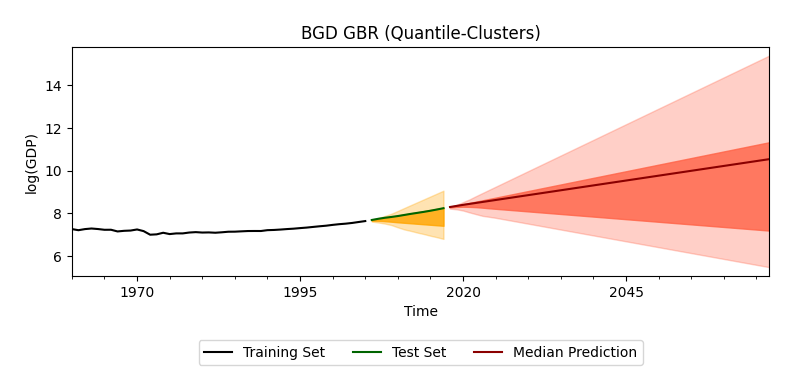 BGD GBR (Quantile-Clusters)
log(GDP)
14
12
10
8
6
1970
1995
2020
2045
Time
Training Set
Test Set
Median Prediction